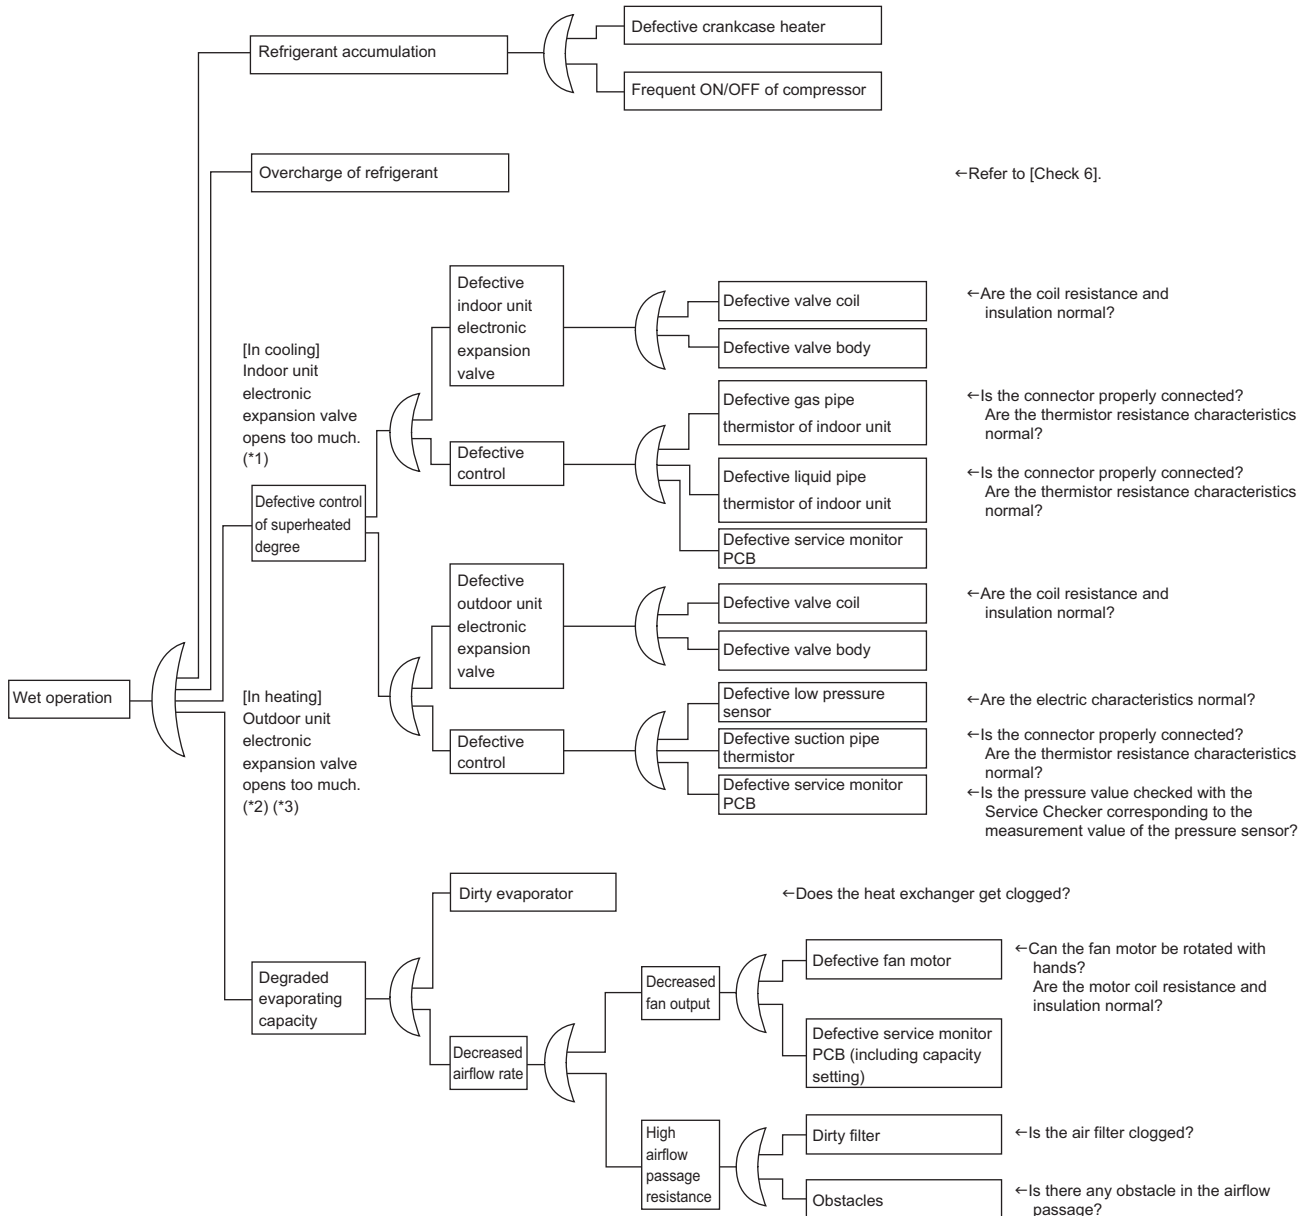 Defective crankcase heater
Refrigerant accumulation
Frequent ON/OFF of compressor
Overcharge of refrigerant
←Refer to [Check 6].
[In cooling]
Indoor unit
electronic
expansion valve
opens too much.
(*1)
Defective
indoor unit
electronic
expansion
valve
Defective valve coil
←Are the coil resistance and
insulation normal?
Defective valve body
Defective
control
Defective gas pipe
thermistor of indoor unit
←Is the connector properly connected?
Are the thermistor resistance characteristics
normal?
Defective liquid pipe
thermistor of indoor unit
←Is the connector properly connected?
Are the thermistor resistance characteristics
normal?
Defective service monitor
PCB
Defective control
of superheated
degree
Defective
outdoor unit
electronic
expansion
valve
Defective valve coil
←Are the coil resistance and
insulation normal?
Defective valve body
Wet operation
[In heating]
Outdoor unit
electronic
expansion valve
opens too much.
(*2) (*3)
Defective
control
Defective low pressure
sensor
←Are the electric characteristics normal?
Defective suction pipe
thermistor
←Is the connector properly connected?
Are the thermistor resistance characteristics
normal?
Defective service monitor
PCB
←Is the pressure value checked with the
Service Checker corresponding to the
measurement value of the pressure sensor?
Dirty evaporator
←Does the heat exchanger get clogged?
Degraded
evaporating
capacity
Decreased
airflow rate
Decreased
fan output
Defective fan motor
←Can the fan motor be rotated with
hands?
Are the motor coil resistance and
insulation normal?
Defective service monitor
PCB (including capacity
setting)
High
airflow
passage
resistance
Dirty filter
←Is the air filter clogged?
Obstacles
←Is there any obstacle in the airflow
passage?